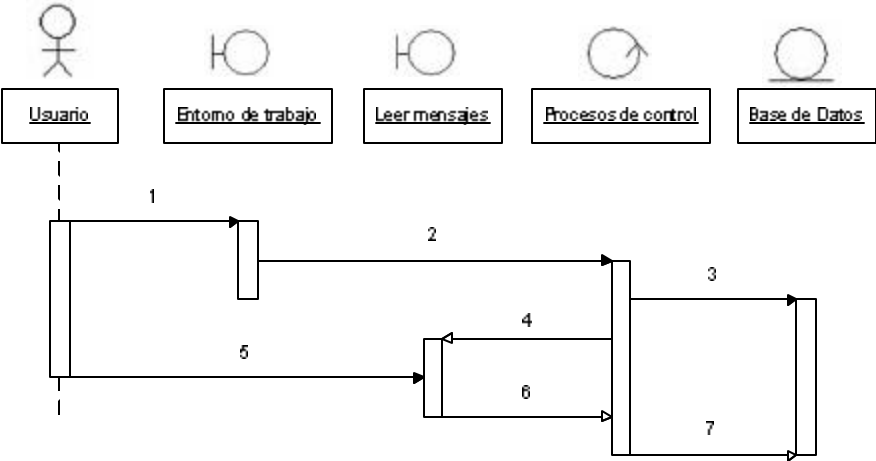 Usuario
Entorno de trabajo
Leer mensajes
Procesos de control
Base de Datos
1
2
3
4
5
6
7